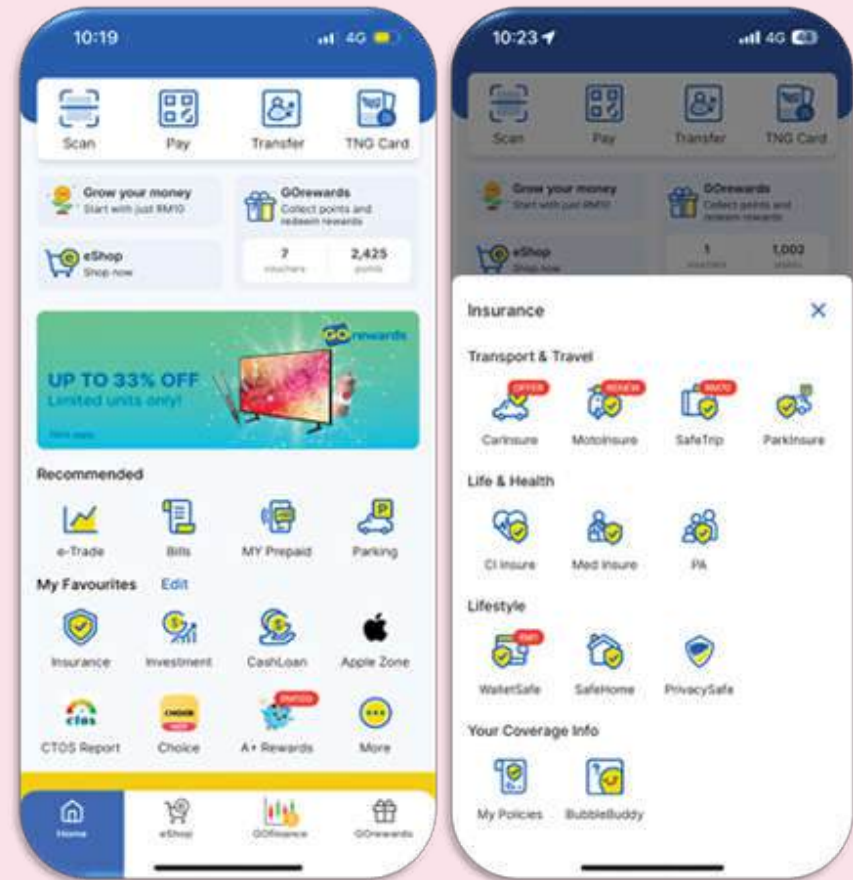 10:19
4G
Scan Pay Transfer TNG Card
Grow your money
Start with just RM10
GOrewards
Collect points and
redeem rewards
eShop
Shop now
7 2,425
vouchers points
GOrewards
UP TO 33% OFF
Limited units only!
Recommended
e-Trade Bills MY Prepaid Parking
My Favourites Edit
Insurance Investment CashLoan Apple Zone
ctos CHOICE
CTOS Report Choice A+ Rewards More
Home eShop GOfinance GOrewards
10:23
4G
Scan Pay Transfer TNG Card
Grow your money
Start with just RM10
GOrewards
Collect points and
redeem rewards
eShop
Shop now
1 1,002
vouchers points
Insurance
Transport & Travel
OFFER RENEW
CarInsure MotoInsure SafeTrip ParkInsure
Life & Health
CI Insure Med Insure PA
Lifestyle
WalletSafe SafeHome PrivacySafe
Your Coverage Info
My Policies BubbleBuddy